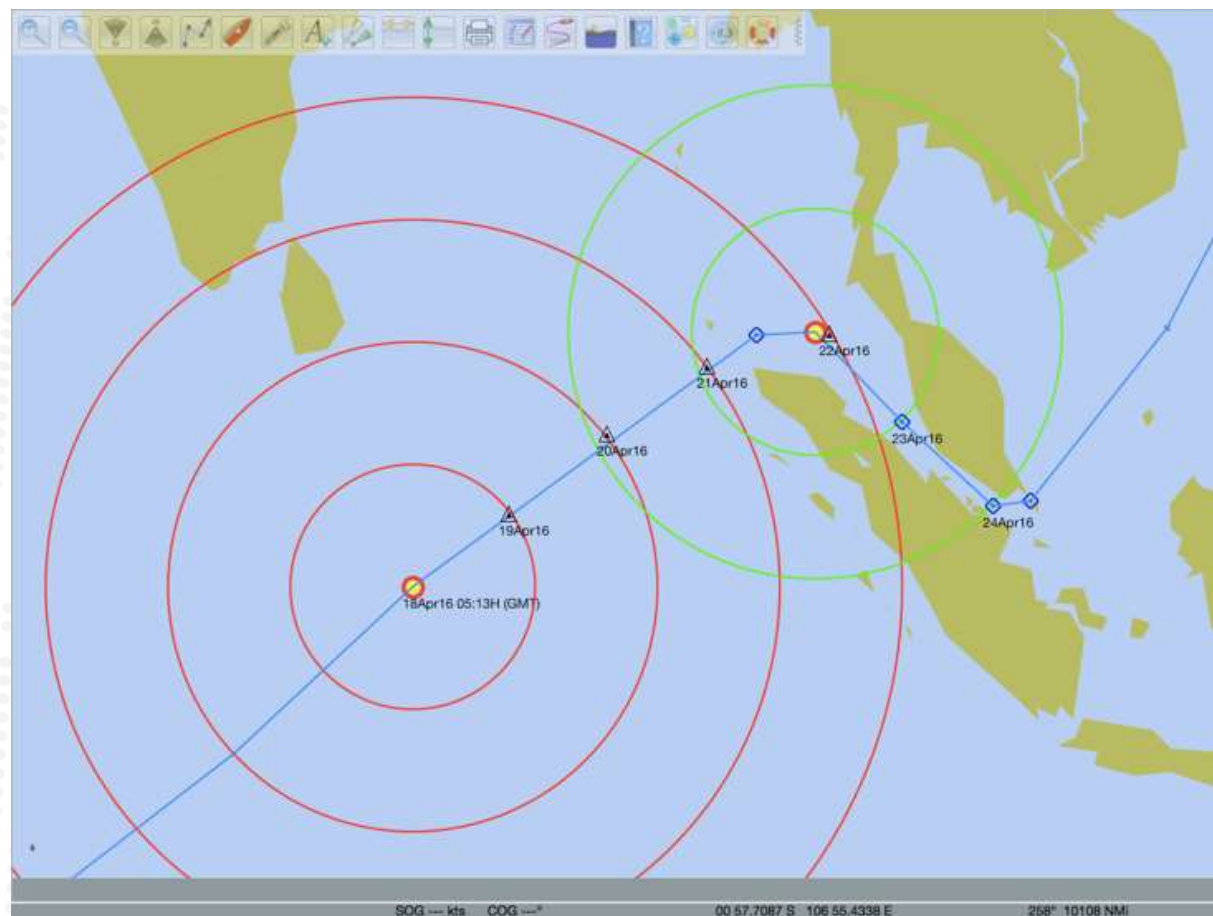 22Apr16
21Apr16
23Apr16
20Apr16
24Apr16
19Apr16
18Apr16 05:13H (GMT)
SOG --- kts COG ---° 00 57.7087 S 106 55.4338 E 258° 10108 NMi